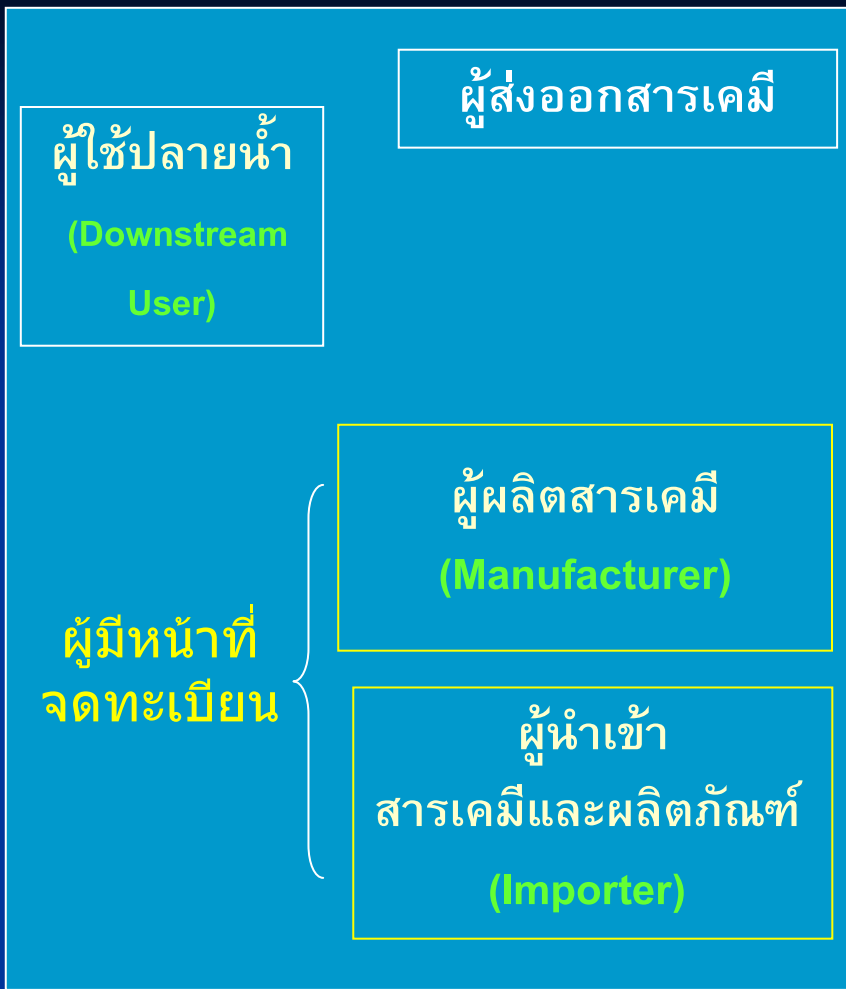 ผู้ส่งออกสารเคมี
ผู้ใช้ปลายน้ำ
(Downstream
User)
ผู้ผลิตสารเคมี
(Manufacturer)
ผู้มีหน้าที่
จดทะเบียน
ผู้นำเข้า
สารเคมีและผลิตภัณฑ์
(Importer)